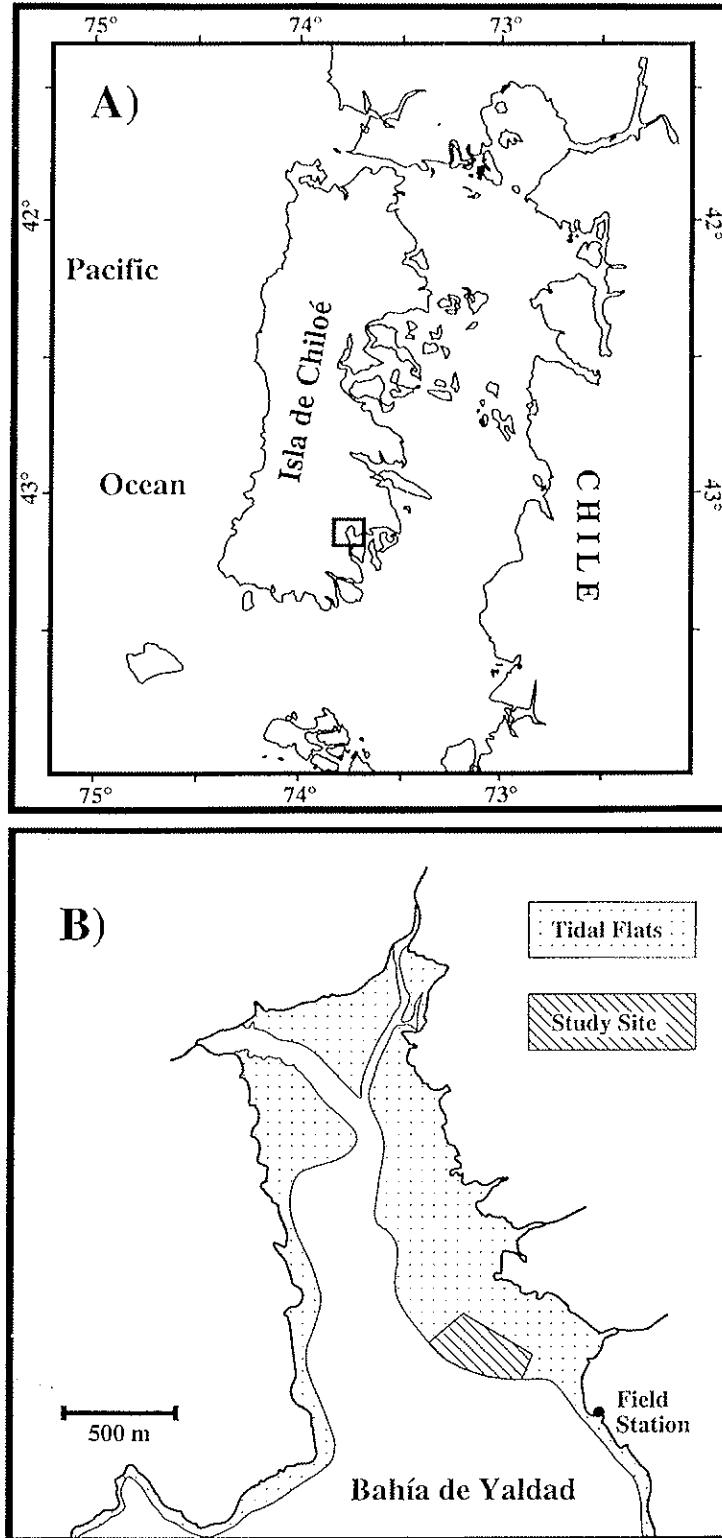 75°
74°
73°
A)
42°
42°
Pacific
Isla de Chiloé
Ocean
43°
43°
CHILE
75°
74°
73°
B)
Tidal Flats
Study Site
Field
Station
500 m
Bahía de Yaldad